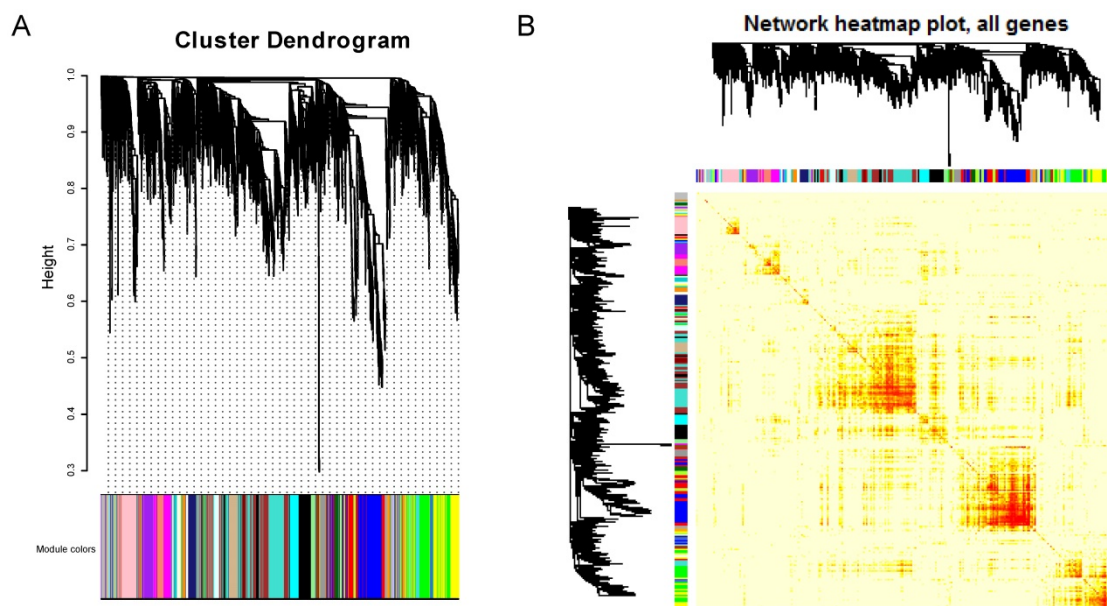 A
Cluster Dendrogram
Height
1.0
0.9
0.8
0.7
0.6
0.5
0.4
0.3
Module colors
B
Network heatmap plot, all genes